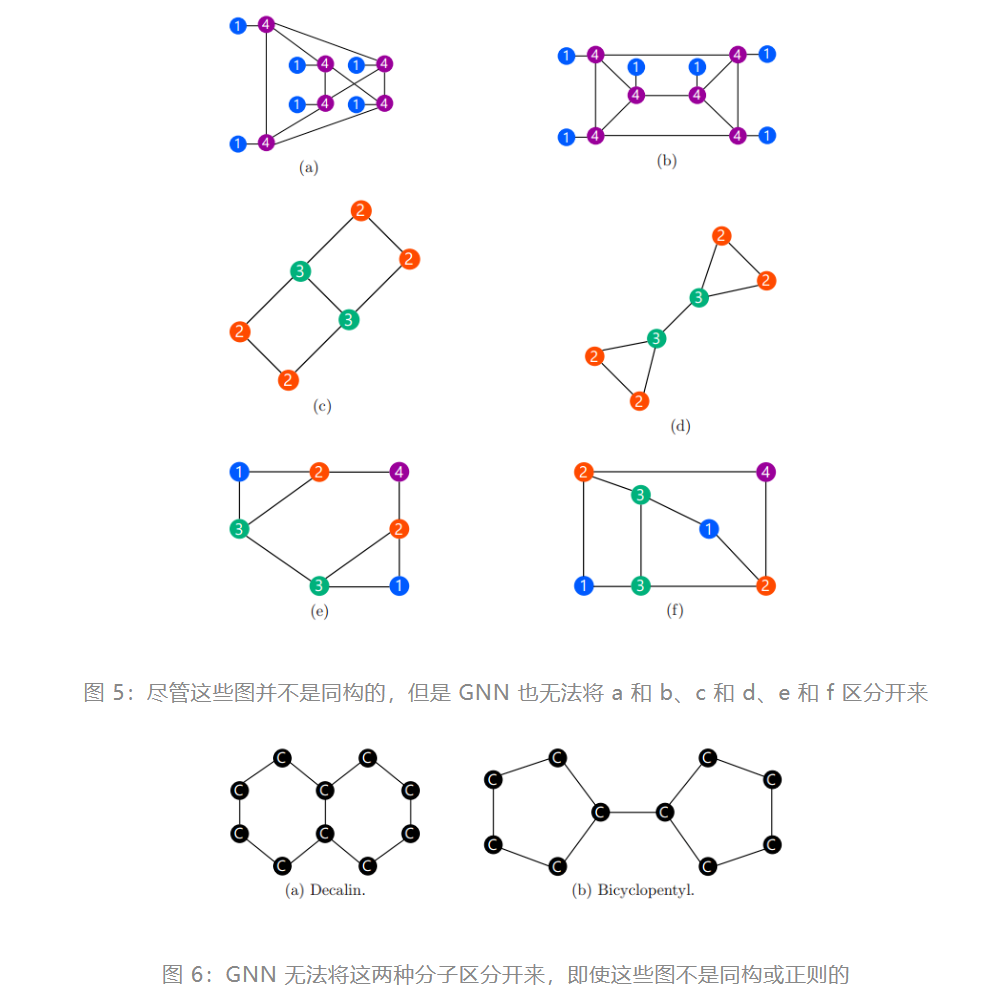 1 4
1 4 1 4
1 4 1 4
1 4
(a)
1 4 4 1
1 1
4 4
1 4 4 1
(b)
2
3 2
2 3
2
(c)
2
2
3
3
2
2
(d)
1 2 4
3 2
3 1
(e)
2 4
3
1
1 3 2
(f)
图 5：尽管这些图并不是同构的，但是 GNN 也无法将 a 和 b、c 和 d、e 和 f 区分开来
C C
C C C
C C C
C C
(a) Decalin.
C C
C C
C C
C C
C C
(b) Bicyclopentyl.
图 6：GNN 无法将这两种分子区分开来，即使这些图不是同构或正则的